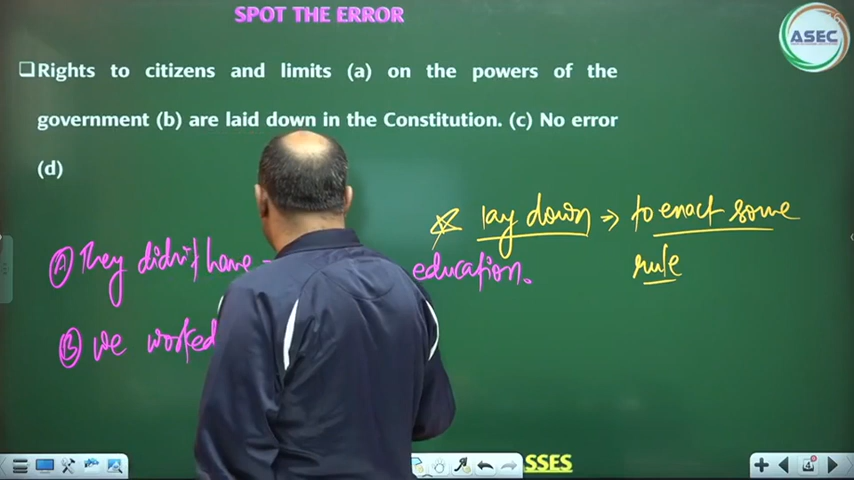 SPOT THE ERROR
ASEC
❑Rights to citizens and limits (a) on the powers of the
government (b) are laid down in the Constitution. (c) No error
(d)
lay down ⇒ to enact some
rule
(A) They didn't have education.
(B) we worked
4
SSES